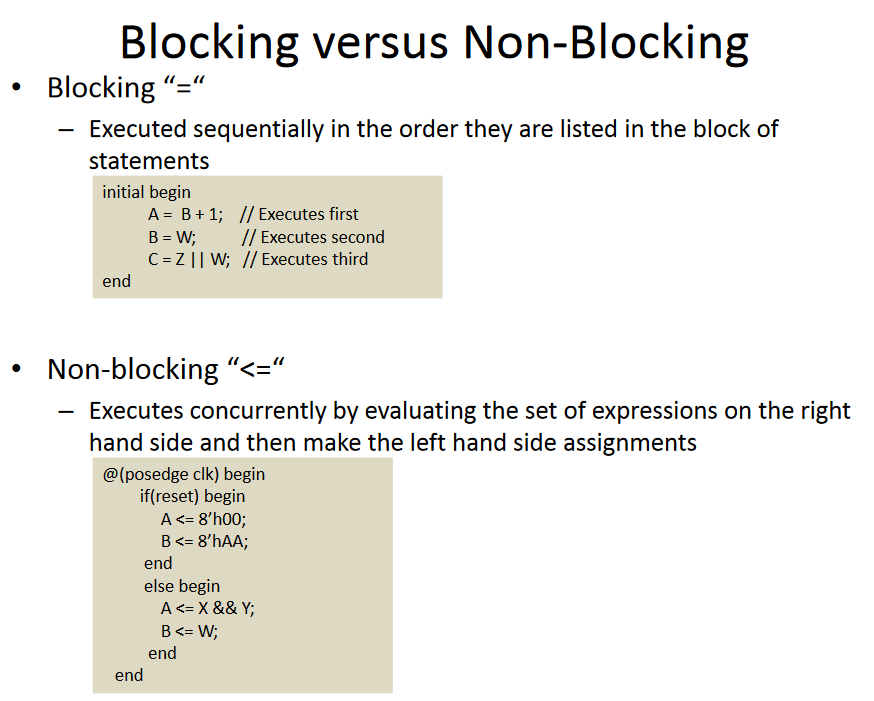 Blocking versus Non-Blocking
• Blocking “=“
– Executed sequentially in the order they are listed in the block of
statements
initial begin
A = B + 1; // Executes first
B = W; // Executes second
C = Z || W; // Executes third
end
• Non-blocking “<=“
– Executes concurrently by evaluating the set of expressions on the right
hand side and then make the left hand side assignments
@(posedge clk) begin
if(reset) begin
A <= 8’h00;
B <= 8’hAA;
end
else begin
A <= X && Y;
B <= W;
end
end